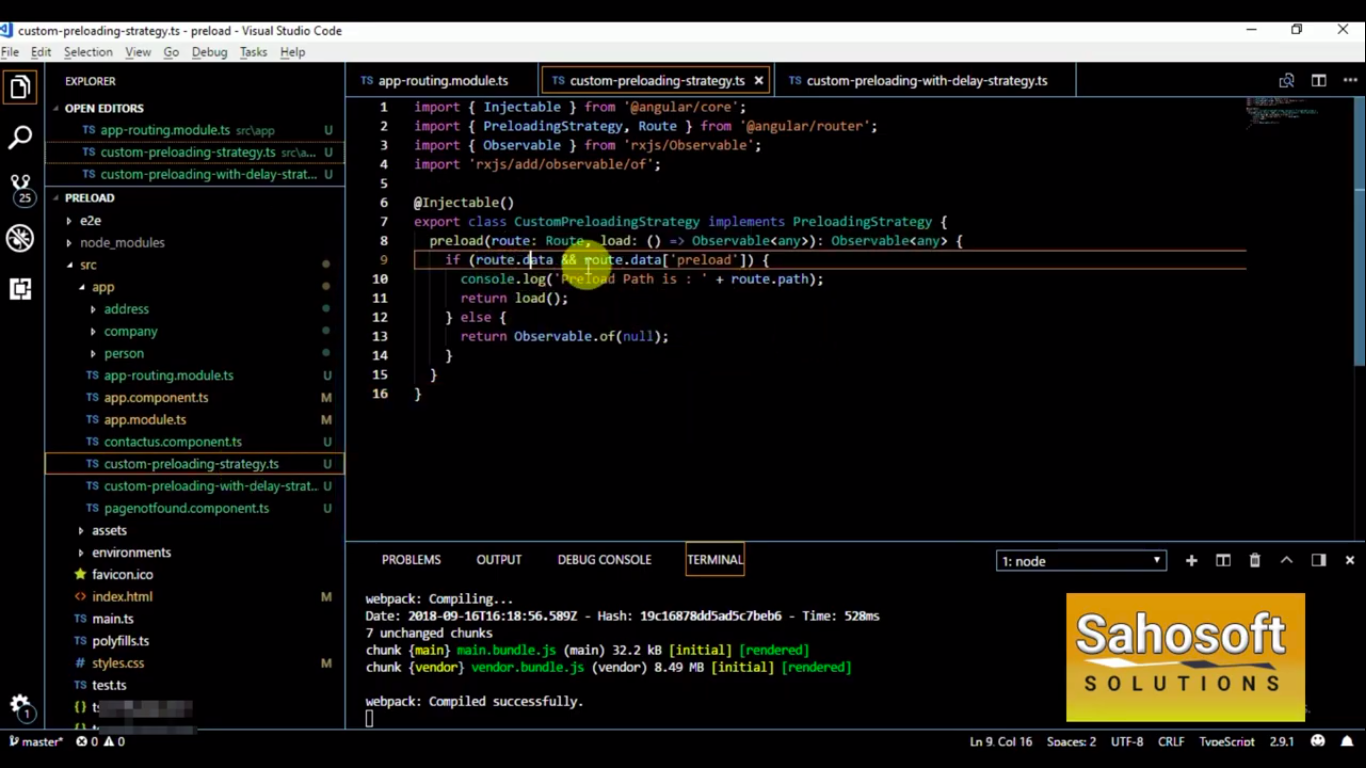 custom-preloading-strategy.ts - preload - Visual Studio Code
File Edit Selection View Go Debug Tasks Help
EXPLORER
OPEN EDITORS
TS app-routing.module.ts src\app U
TS custom-preloading-strategy.ts src\a... U
TS custom-preloading-with-delay-strat... U
25
PRELOAD
e2e
node_modules
src
app
address
company
person
TS app-routing.module.ts U
TS app.component.ts M
TS app.module.ts M
TS contactus.component.ts U
TS custom-preloading-strategy.ts U
TS custom-preloading-with-delay-strat... U
TS pagenotfound.component.ts U
assets
environments
favicon.ico
<> index.html M
TS main.ts
TS polyfills.ts
# styles.css M
TS test.ts
1
TS app-routing.module.ts TS custom-preloading-strategy.ts TS custom-preloading-with-delay-strategy.ts
1 import { Injectable } from '@angular/core';
2 import { PreloadingStrategy, Route } from '@angular/router';
3 import { Observable } from 'rxjs/Observable';
4 import 'rxjs/add/observable/of';
5
6 @Injectable()
7 export class CustomPreloadingStrategy implements PreloadingStrategy {
8 preload(route: Route, load: () => Observable<any>): Observable<any> {
9 if (route.data && route.data['preload']) {
10 console.log('Preload Path is : ' + route.path);
11 return load();
12 } else {
13 return Observable.of(null);
14 }
15 }
16 }
PROBLEMS OUTPUT DEBUG CONSOLE TERMINAL 1: node
webpack: Compiling...
Date: 2018-09-16T16:18:56.589Z - Hash: 19c16878dd5ad5c7beb6 - Time: 528ms
7 unchanged chunks
chunk {main} main.bundle.js (main) 32.2 kB [initial] [rendered]
chunk {vendor} vendor.bundle.js (vendor) 8.49 MB [initial] [rendered]
webpack: Compiled successfully.
Sahosoft
SOLUTIONS
master* 0 0 Ln 9, Col 16 Spaces: 2 UTF-8 CRLF TypeScript 2.9.1